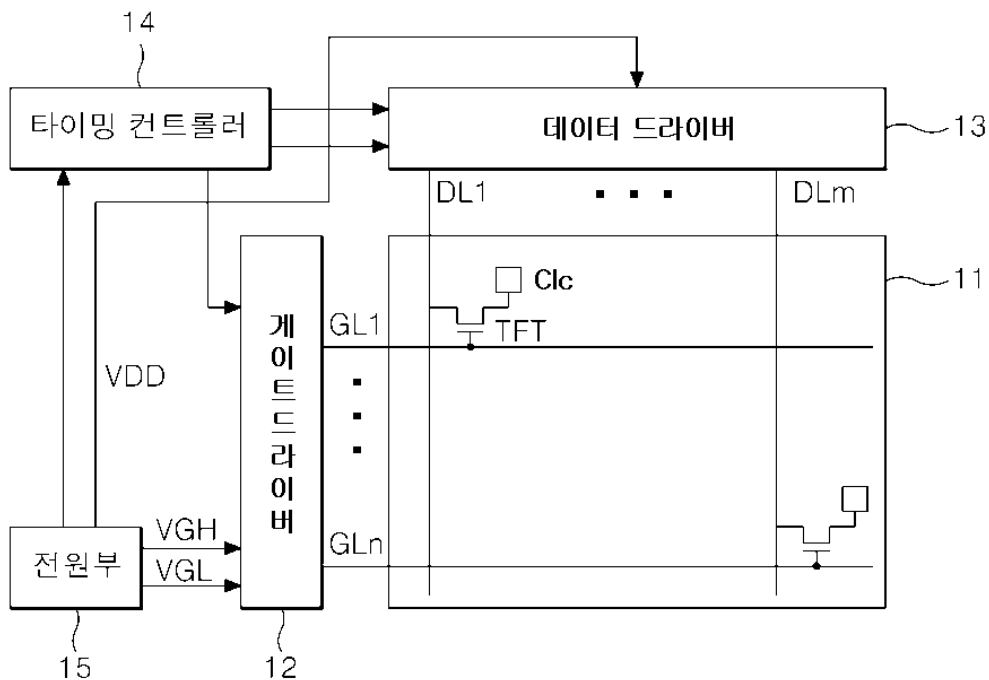 14
타이밍 컨트롤러
데이터 드라이버
13
DL1
DLm
11
Clc
GL1
TFT
게이트드라이버
VDD
VGH
GLn
전원부
VGL
15
12